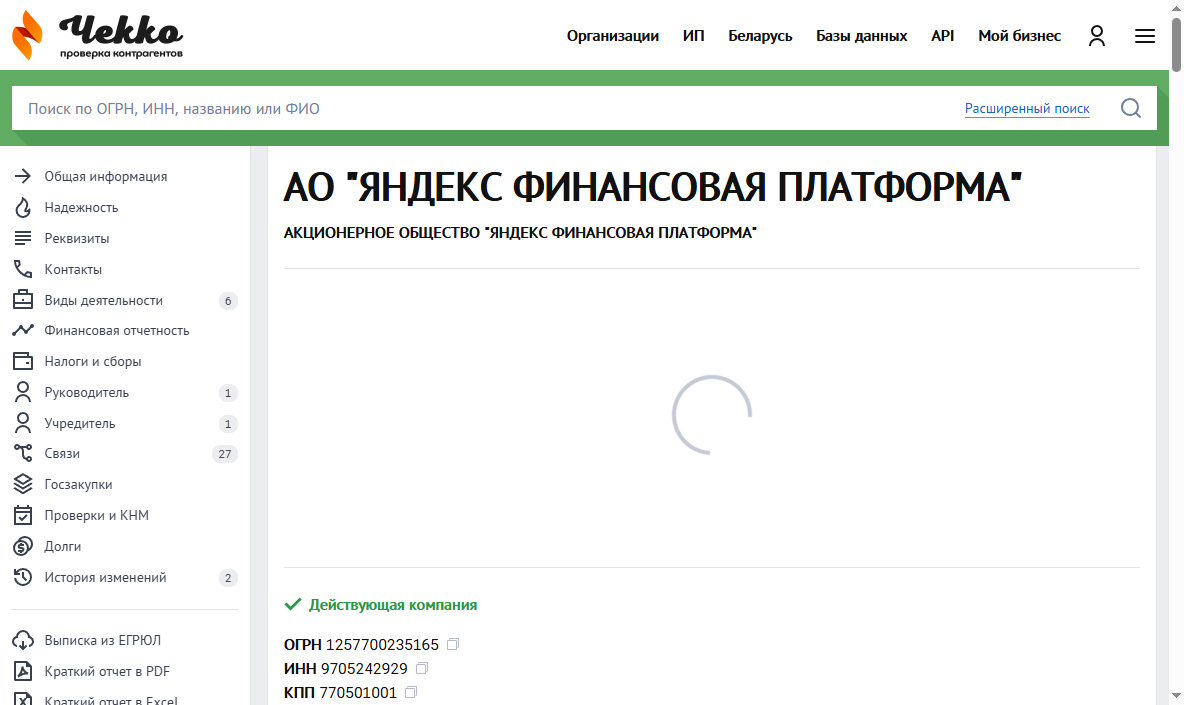 Чекко
проверка контрагентов
Организации ИП Беларусь Базы данных API Мой бизнес
Поиск по ОГРН, ИНН, названию или ФИО Расширенный поиск
Общая информация
Надежность
Реквизиты
Контакты
Виды деятельности 6
Финансовая отчетность
Налоги и сборы
Руководитель 1
Учредитель 1
Связи 27
Госзакупки
Проверки и КНМ
Долги
История изменений 2
Выписка из ЕГРЮЛ
Краткий отчет в PDF
Краткий отчет в Excel
АО "ЯНДЕКС ФИНАНСОВАЯ ПЛАТФОРМА"
АКЦИОНЕРНОЕ ОБЩЕСТВО "ЯНДЕКС ФИНАНСОВАЯ ПЛАТФОРМА"
Действующая компания
ОГРН 1257700235165
ИНН 9705242929
КПП 770501001